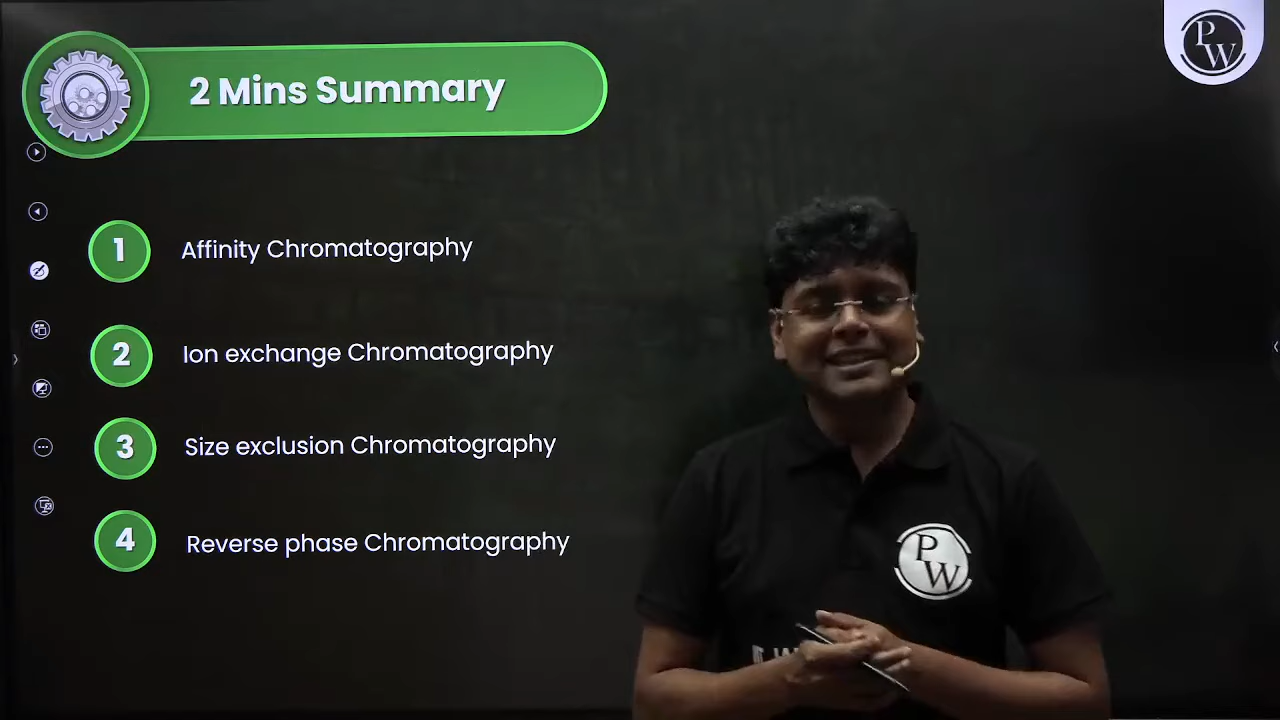 2 Mins Summary
1 Affinity Chromatography
2 Ion exchange Chromatography
3 Size exclusion Chromatography
4 Reverse phase Chromatography
PW
PW